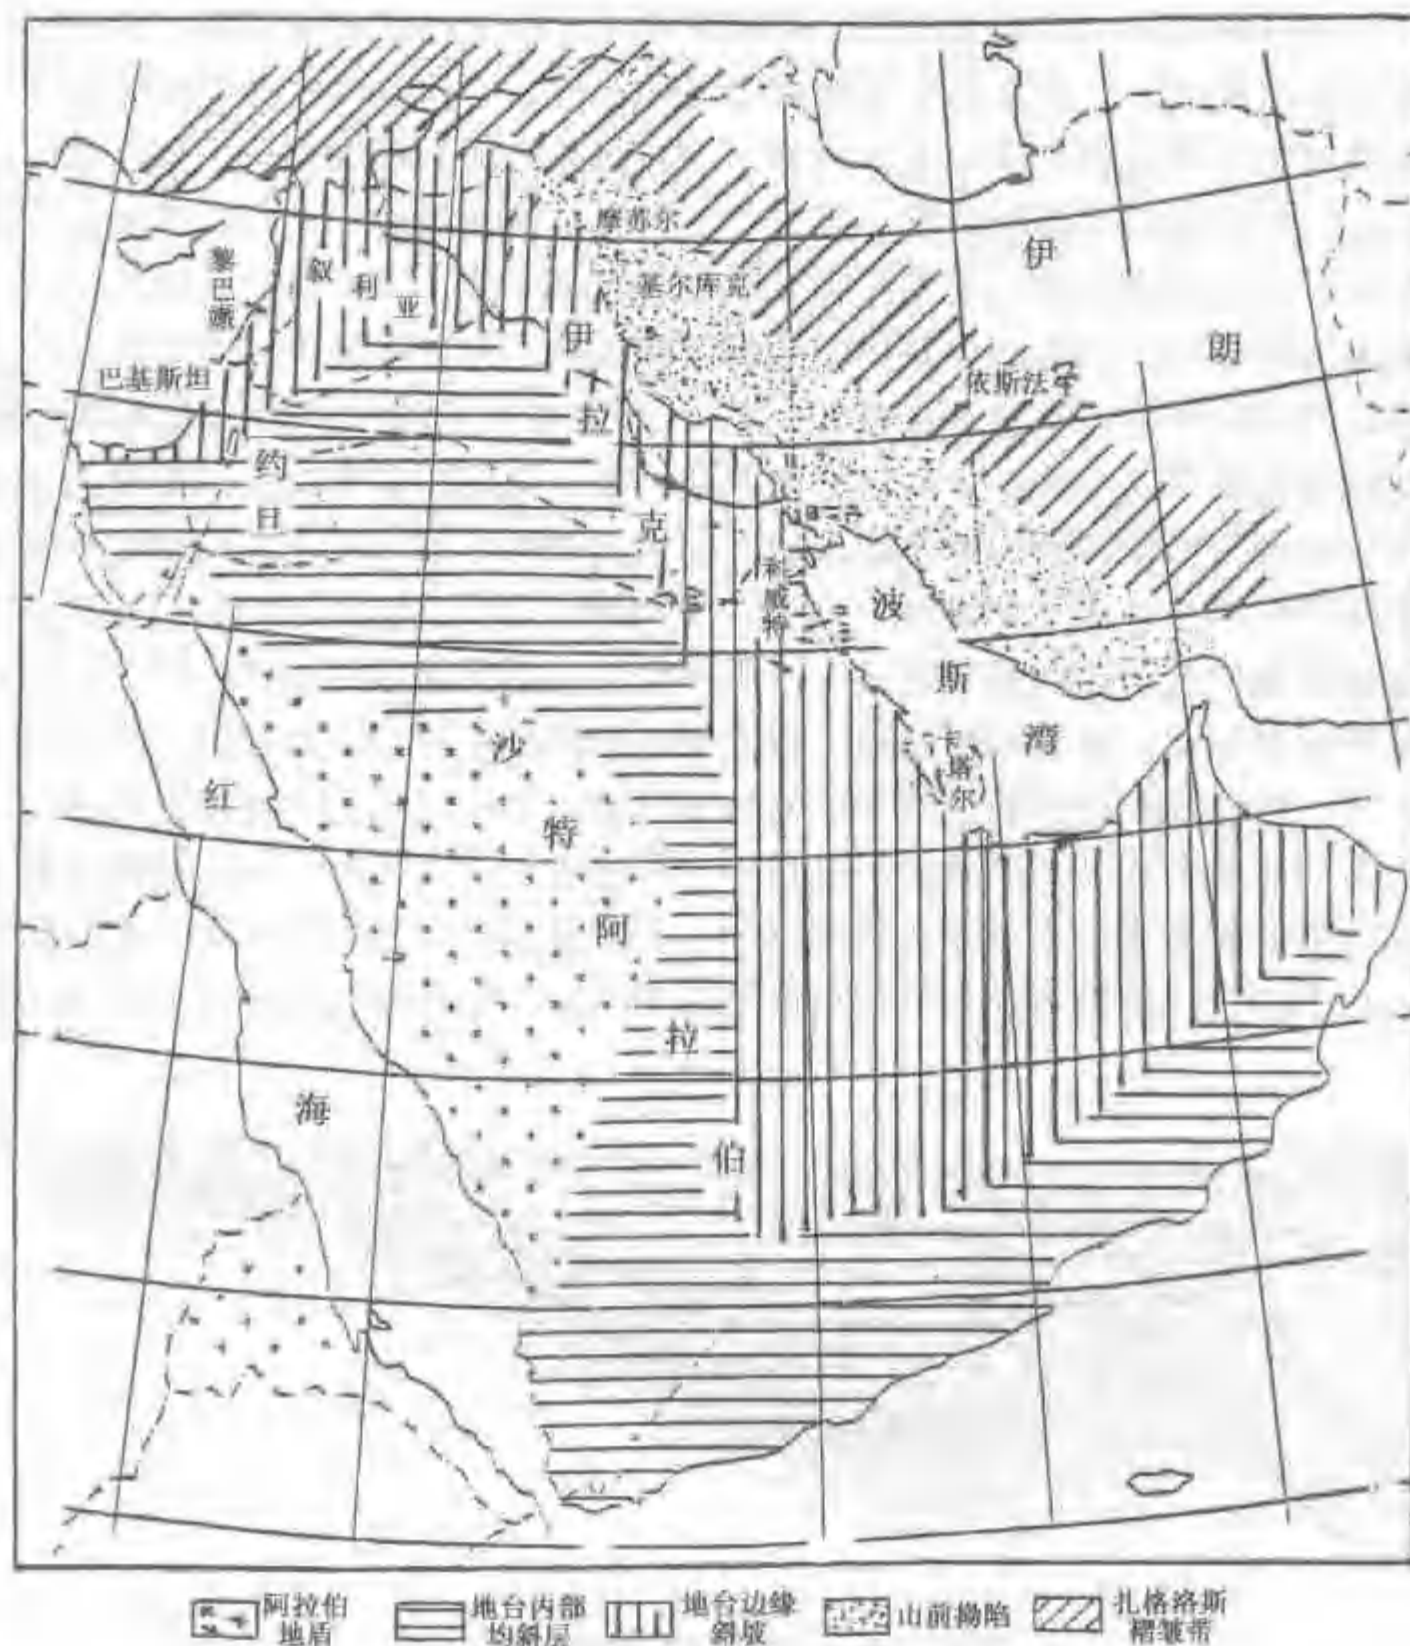 摩苏尔
基尔库克
黎巴嫩
叙利亚
伊朗
伊拉克
巴基斯坦
依斯法罕
约旦
科威特
波斯湾
卡塔尔
沙特阿拉伯
红海
阿拉伯地盾
地台内部均斜层
地台边缘斜坡
山前拗陷
扎格洛斯褶皱带